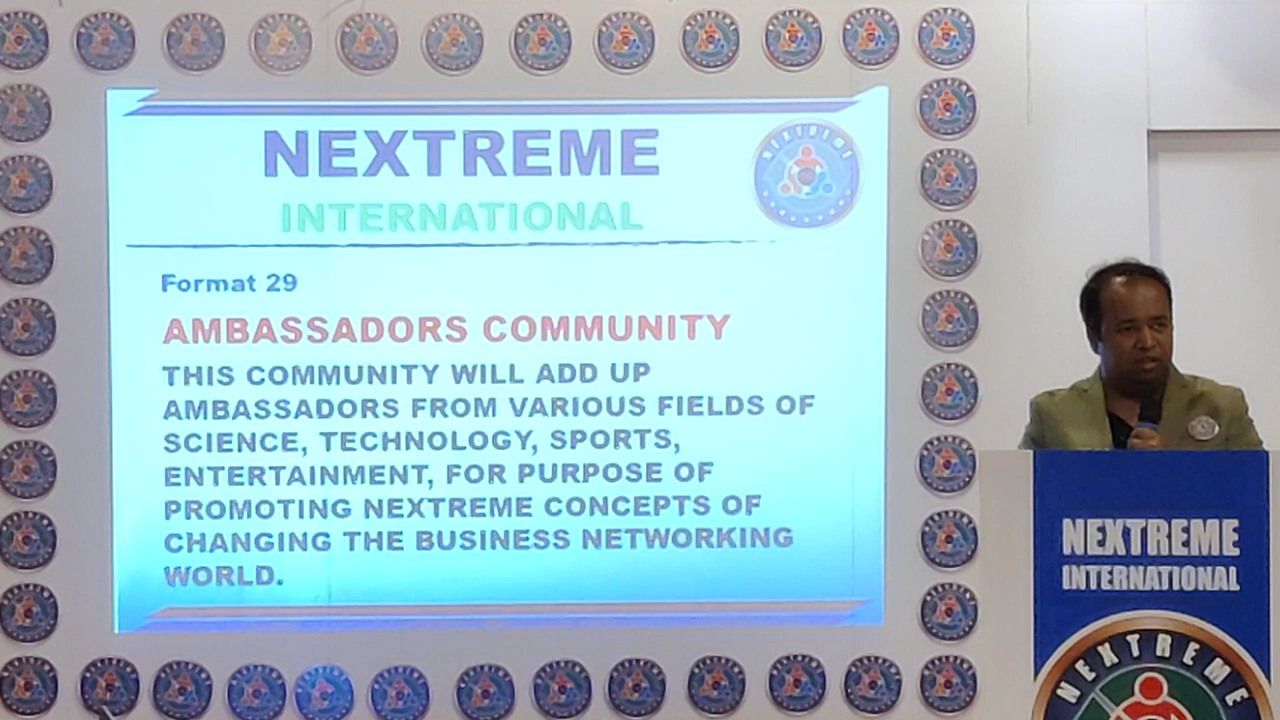 NEXTREME
INTERNATIONAL
NEXTREME
Format 29
AMBASSADORS COMMUNITY
THIS COMMUNITY WILL ADD UP
AMBASSADORS FROM VARIOUS FIELDS OF
SCIENCE, TECHNOLOGY, SPORTS,
ENTERTAINMENT, FOR PURPOSE OF
PROMOTING NEXTREME CONCEPTS OF
CHANGING THE BUSINESS NETWORKING
WORLD.
NEXTREME
INTERNATIONAL
NEXTREME